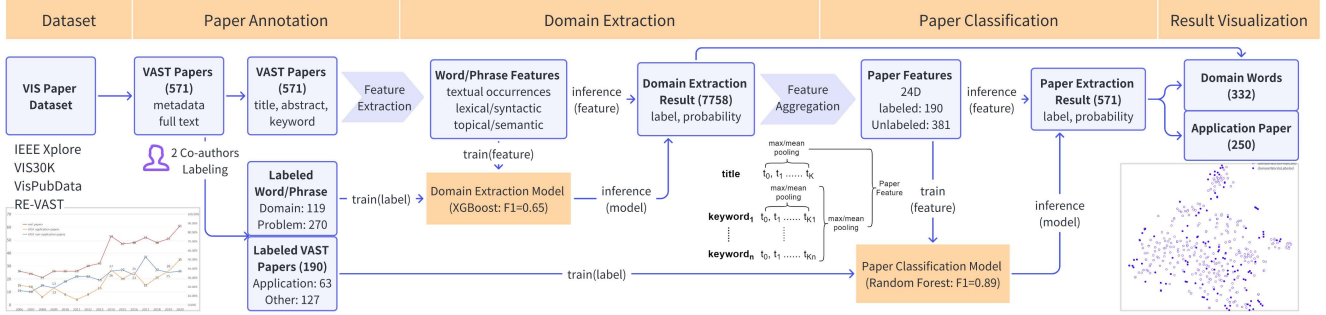 Dataset
Paper Annotation
Domain Extraction
Paper Classification
Result Visualization
VIS Paper
Dataset
IEEE Xplore
VIS30K
VisPubData
RE-VAST
VAST Papers
(571)
metadata
full text
VAST Papers
(571)
title, abstract,
keyword
2 Co-authors
Labeling
Labeled
Word/Phrase
Domain: 119
Problem: 270
Labeled VAST
Papers (190)
Application: 63
Other: 127
Feature
Extraction
Word/Phrase Features
textual occurrences
lexical/syntactic
topical/semantic
train(feature)
train(label)
Domain Extraction Model
(XGBoost: F1=0.65)
inference
(feature)
inference
(model)
Domain Extraction
Result (7758)
label, probability
Feature
Aggregation
max/mean
pooling
title
t0, t1 ...... tK
max/mean
pooling
keyword1
t0, t1 ...... tK1
keywordn
t0, t1 ...... tKn
max/mean
pooling
Paper
Feature
train(label)
Paper Features
24D
labeled: 190
Unlabeled: 381
train
(feature)
Paper Classification Model
(Random Forest: F1=0.89)
inference
(feature)
inference
(model)
Paper Extraction
Result (571)
label, probability
Domain Words
(332)
Application Paper
(250)